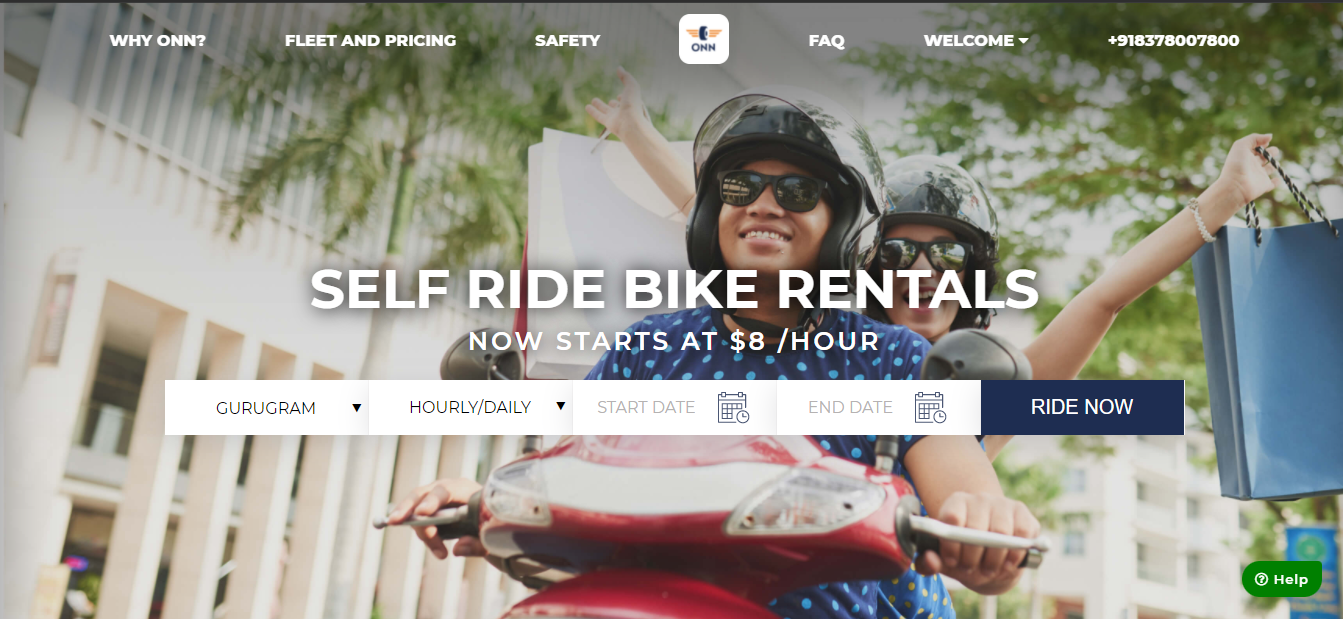 WHY ONN?
FLEET AND PRICING
SAFETY
ONN
FAQ
WELCOME
+918378007800
SELF RIDE BIKE RENTALS
NOW STARTS AT $8 /HOUR
GURUGRAM
HOURLY/DAILY
START DATE
END DATE
RIDE NOW
Help